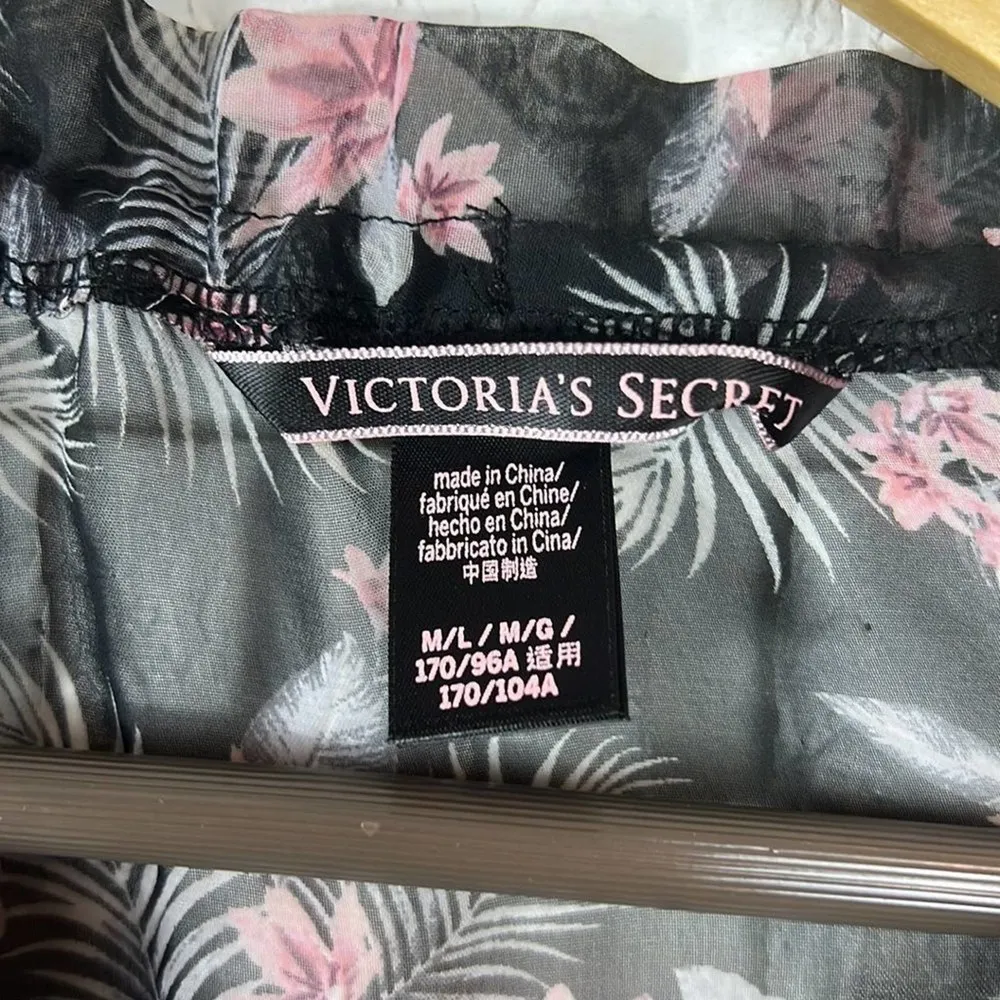 VICTORIA'S SECRET
made in China/
fabriqué en Chine/
hecho en China/
fabbricato in Cina/
中国制造
M/L / M/G /
170/96A 适用
170/104A